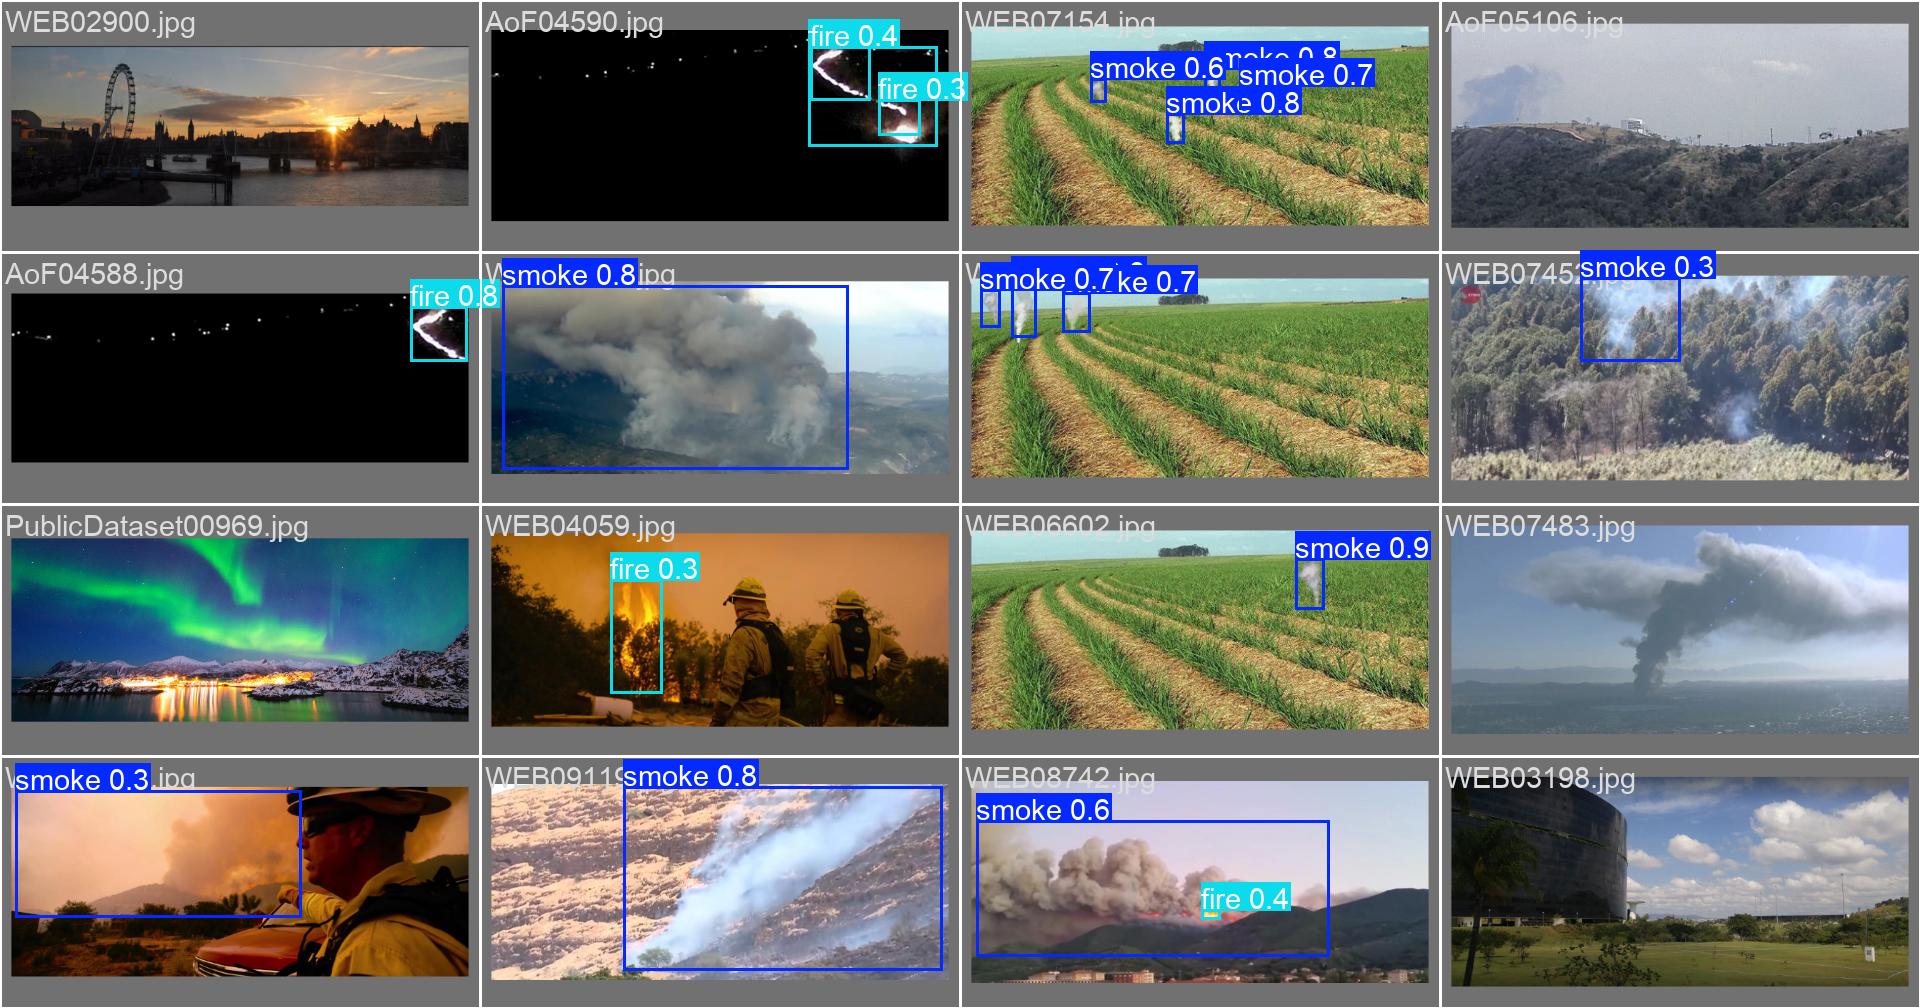 WEB02900.jpg
AoF04590.jpg
fire 0.4
fire 0.3
WEB07154.jpg
smoke 0.6
smoke 0.8
smoke 0.7
smoke 0.8
AoF05106.jpg
AoF04588.jpg
fire 0.8
smoke 0.8
jpg
smoke 0.7
ke 0.7
WEB0745
smoke 0.3
PublicDataset00969.jpg
WEB04059.jpg
fire 0.3
WEB06602.jpg
smoke 0.9
WEB07483.jpg
smoke 0.3
.jpg
WEB09119
smoke 0.8
WEB08742.jpg
smoke 0.6
fire 0.4
WEB03198.jpg